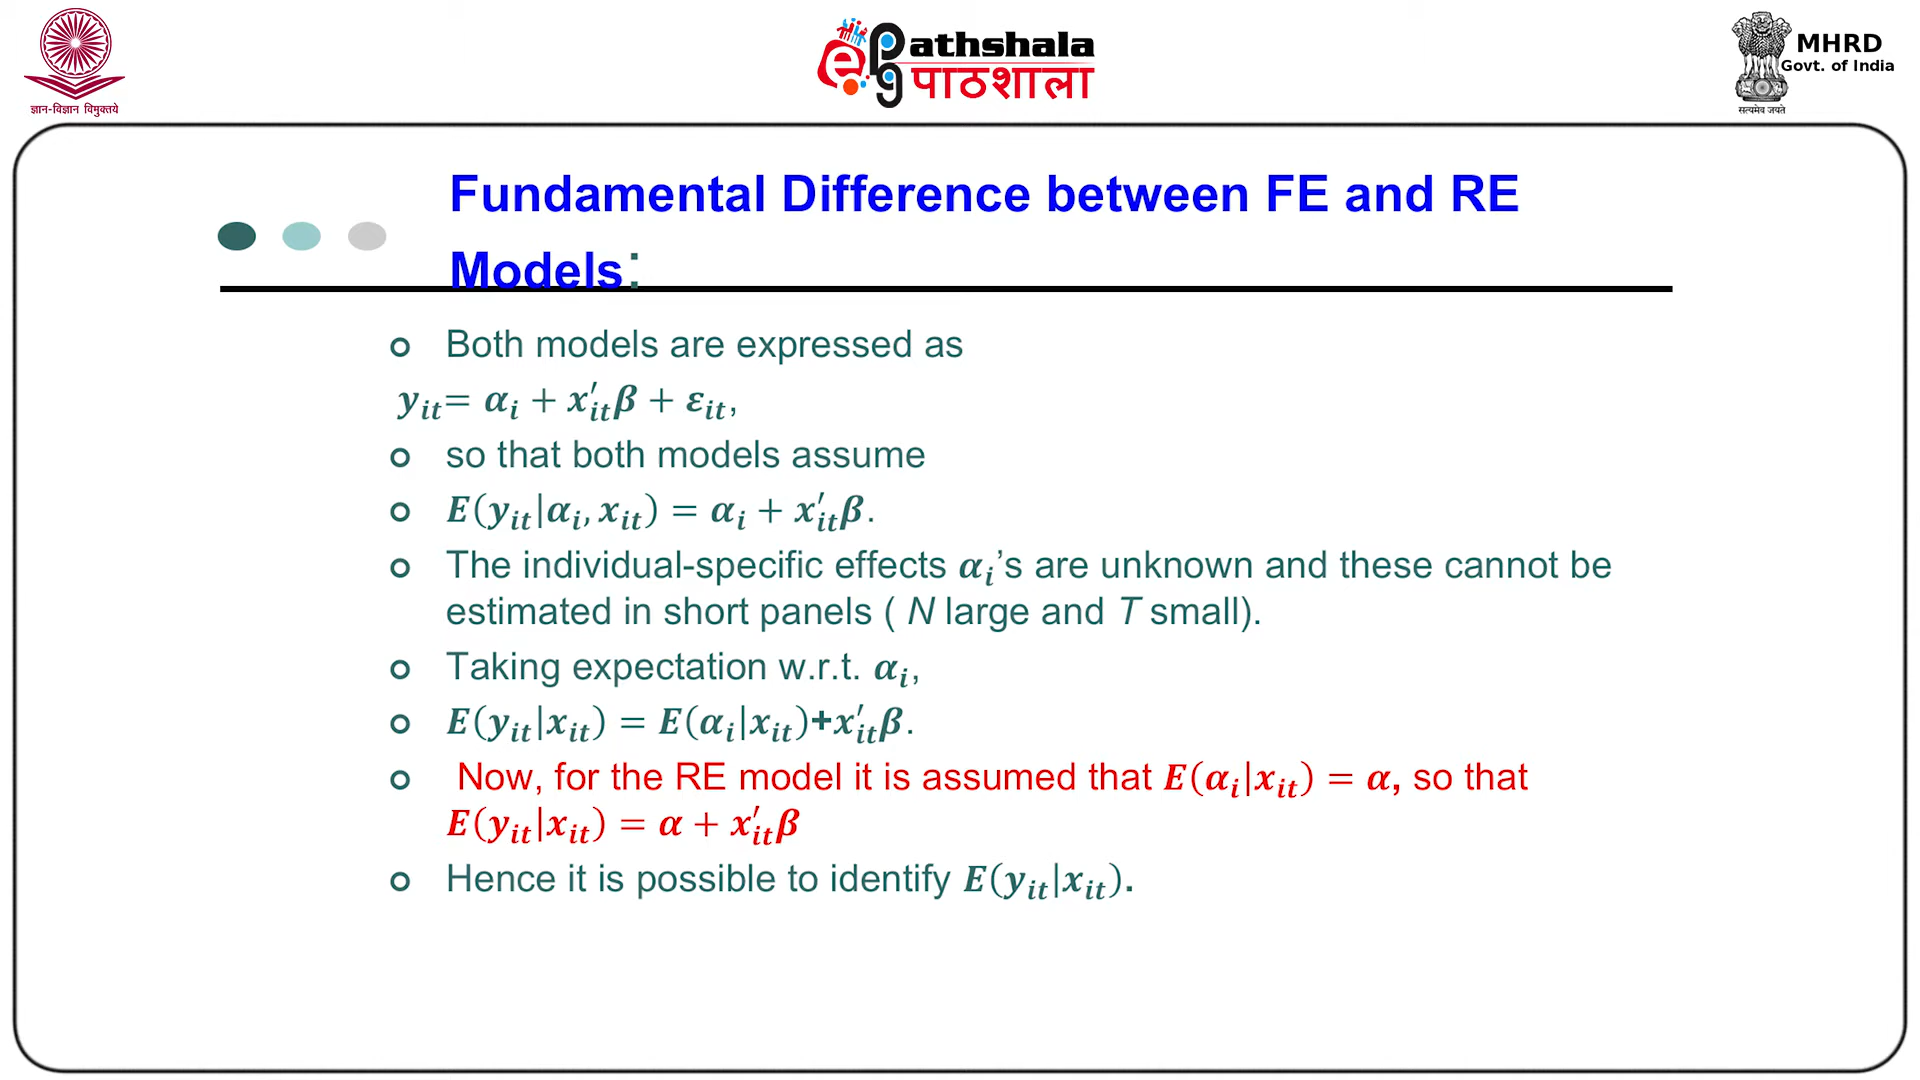 ज्ञान-विज्ञान विमुक्तये
ePG Pathshala
पाठशाला
MHRD
Govt. of India
सत्यमेव जयते
Fundamental Difference between FE and RE
Models:
Both models are expressed as
y_it= α_i + x′_it β + ε_it,
so that both models assume
E(y_it|α_i, x_it) = α_i + x′_it β.
The individual-specific effects α_i’s are unknown and these cannot be
estimated in short panels ( N large and T small).
Taking expectation w.r.t. α_i,
E(y_it|x_it) = E(α_i|x_it)+x′_it β.
Now, for the RE model it is assumed that E(α_i|x_it) = α, so that
E(y_it|x_it) = α + x′_it β
Hence it is possible to identify E(y_it|x_it).